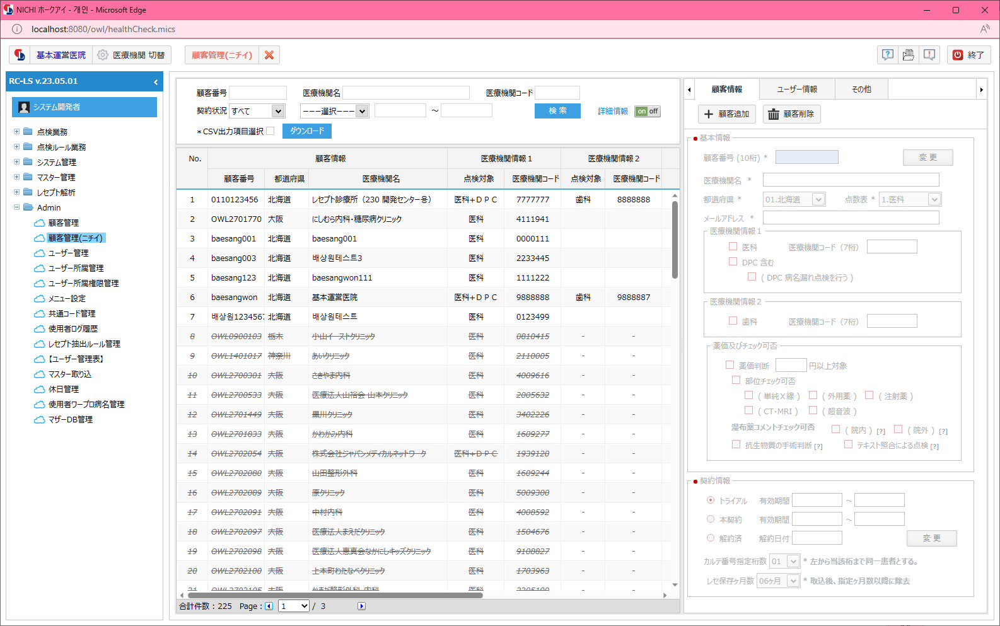 NICHI ホークアイ - 개인 - Microsoft Edge
localhost:8080/owl/healthCheck.mics
基本運営医院 医療機関 切替 顧客管理(ニチイ) 終了
RC-LS v.23.05.01
システム開発者
点検業務
点検ルール業務
システム管理
マスター管理
レセプト解析
Admin
顧客管理
顧客管理(ニチイ)
ユーザー管理
ユーザー所属管理
ユーザー所属権限管理
メニュー設定
共通コード管理
使用者ログ履歴
レセプト抽出ルール管理
【ユーザー管理表】
マスター取り込
休日管理
使用者ワープロ病名管理
マザーDB管理
顧客番号 医療機関名 医療機関コード
契約状況 すべて ---選択--- ～ 検 索 詳細情報 on off
*CSV出力項目選択 ダウンロード
No. 顧客情報 医療機関情報１ 医療機関情報２
顧客番号 都道府県 医療機関名 点検対象 医療機関コード 点検対象 医療機関コード
1 0110123456 北海道 レセプト診療所（230 開発センター㐧） 医科+ＤＰＣ 7777777 歯科 8888888
2 OWL2701770 大阪 にしむら内科・糖尿病クリニック 医科 4111941
3 baesang001 北海道 baesang001 医科 0000111
4 baesang003 北海道 배상원테스트3 医科 2233445
5 baesang123 北海道 baesangwon111 医科 1111222
6 baesangwon 北海道 基本運営医院 医科+ＤＰＣ 9888888 歯科 9888887
7 배상원1234567 北海道 배상원테스트 医科 0123499
8 OWL0900103 栃木 小山イーストクリニック 医科 0810415 - -
9 OWL1401017 神奈川 あいクリニック 医科 2110005 - -
10 OWL2700301 大阪 さきやま内科 医科 4009616 - -
11 OWL2700533 大阪 医療法人山裕会 山本クリニック 医科 2005632 - -
12 OWL2701449 大阪 黒川クリニック 医科 3402226 - -
13 OWL2701833 大阪 かわかみ内科 医科 1609277 - -
14 OWL2702054 大阪 株式会社ジャパンメディカルネットワーク 医科+ＤＰＣ 1939120 - -
15 OWL2702080 大阪 山田整形外科 医科 1609244 - -
16 OWL2702089 大阪 原クリニック 医科 5009300 - -
17 OWL2702091 大阪 中村内科 医科 4008592 - -
18 OWL2702097 大阪 医療法人まえだクリニック 医科 1504676 - -
19 OWL2702098 大阪 医療法人恵真会なかにしキッズクリニック 医科 9108827 - -
20 OWL2702100 大阪 上本町わたなべクリニック 医科 1703963 - -
合計件数：225 Page : 1 / 3
顧客情報 ユーザー情報 その他
顧客追加 顧客削除
基本情報
顧客番号 (10桁) * 変 更
医療機関名 *
都道府県 * 01.北海道 点数表 * 1.医科
メールアドレス *
医療機関情報１
医科 医療機関コード（7桁）
DPC 含む
( DPC 病名漏れ点検を行う )
医療機関情報２
歯科 医療機関コード（7桁）
薬価及びチェック可否
薬価判断 円以上対象
部位チェック可否
( 単純Ｘ線 ) ( 外用薬 ) ( 注射薬 )
( CT・MRI ) ( 超音波 )
湿布薬コメントチェック可否 ( 院内 ) [?] ( 院外 ) [?]
抗生物質の手術判断 [?] テキスト照合による点検 [?]
契約情報
トライアル 有効期間 ～
本契約 有効期間 ～
解約済 解約日付 変 更
カルテ番号指定桁数 01 * 左から当該桁まで同一患者とする。
レセ保存ヶ月数 06ヶ月 * 取込後、指定ヶ月数以降に除去